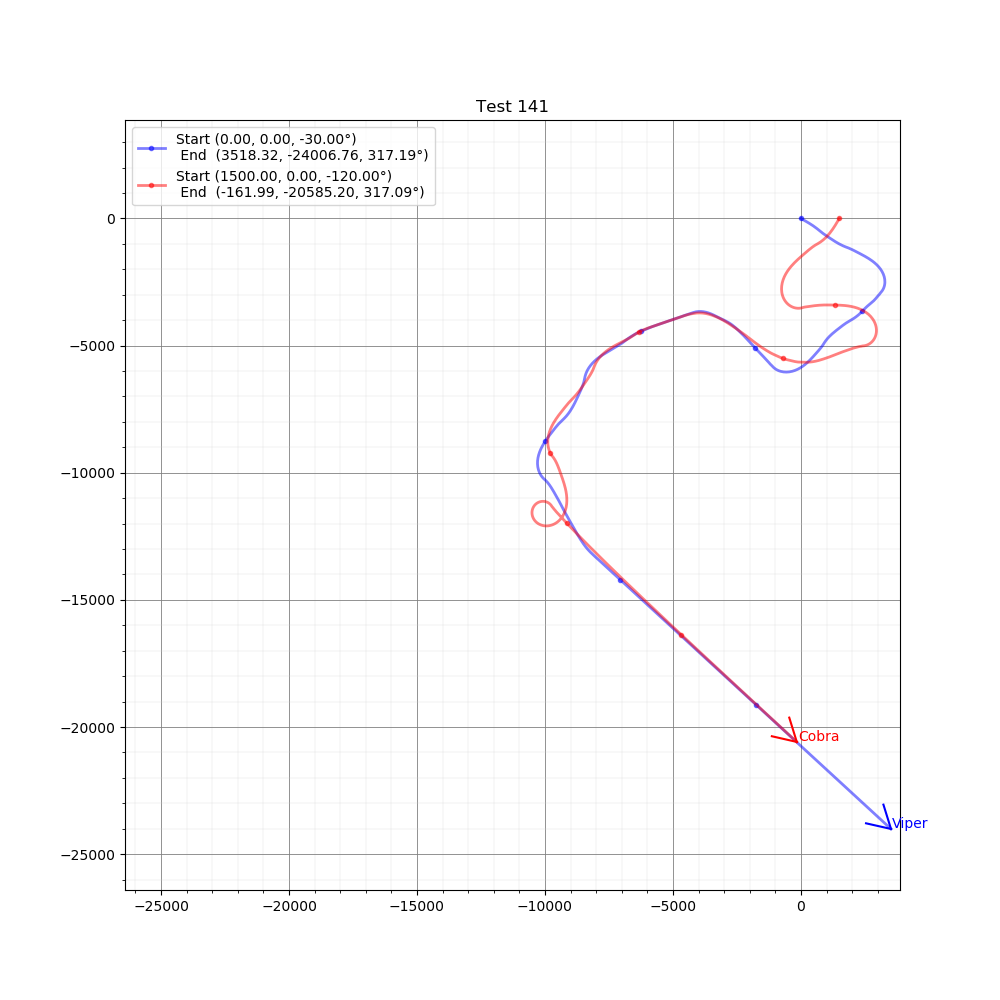 Test 141
Start (0.00, 0.00, -30.00°)
End (3518.32, -24006.76, 317.19°)
Start (1500.00, 0.00, -120.00°)
End (-161.99, -20585.20, 317.09°)
0
−5000
−10000
−15000
−20000
−25000
Cobra
Viper
−25000 −20000 −15000 −10000 −5000 0